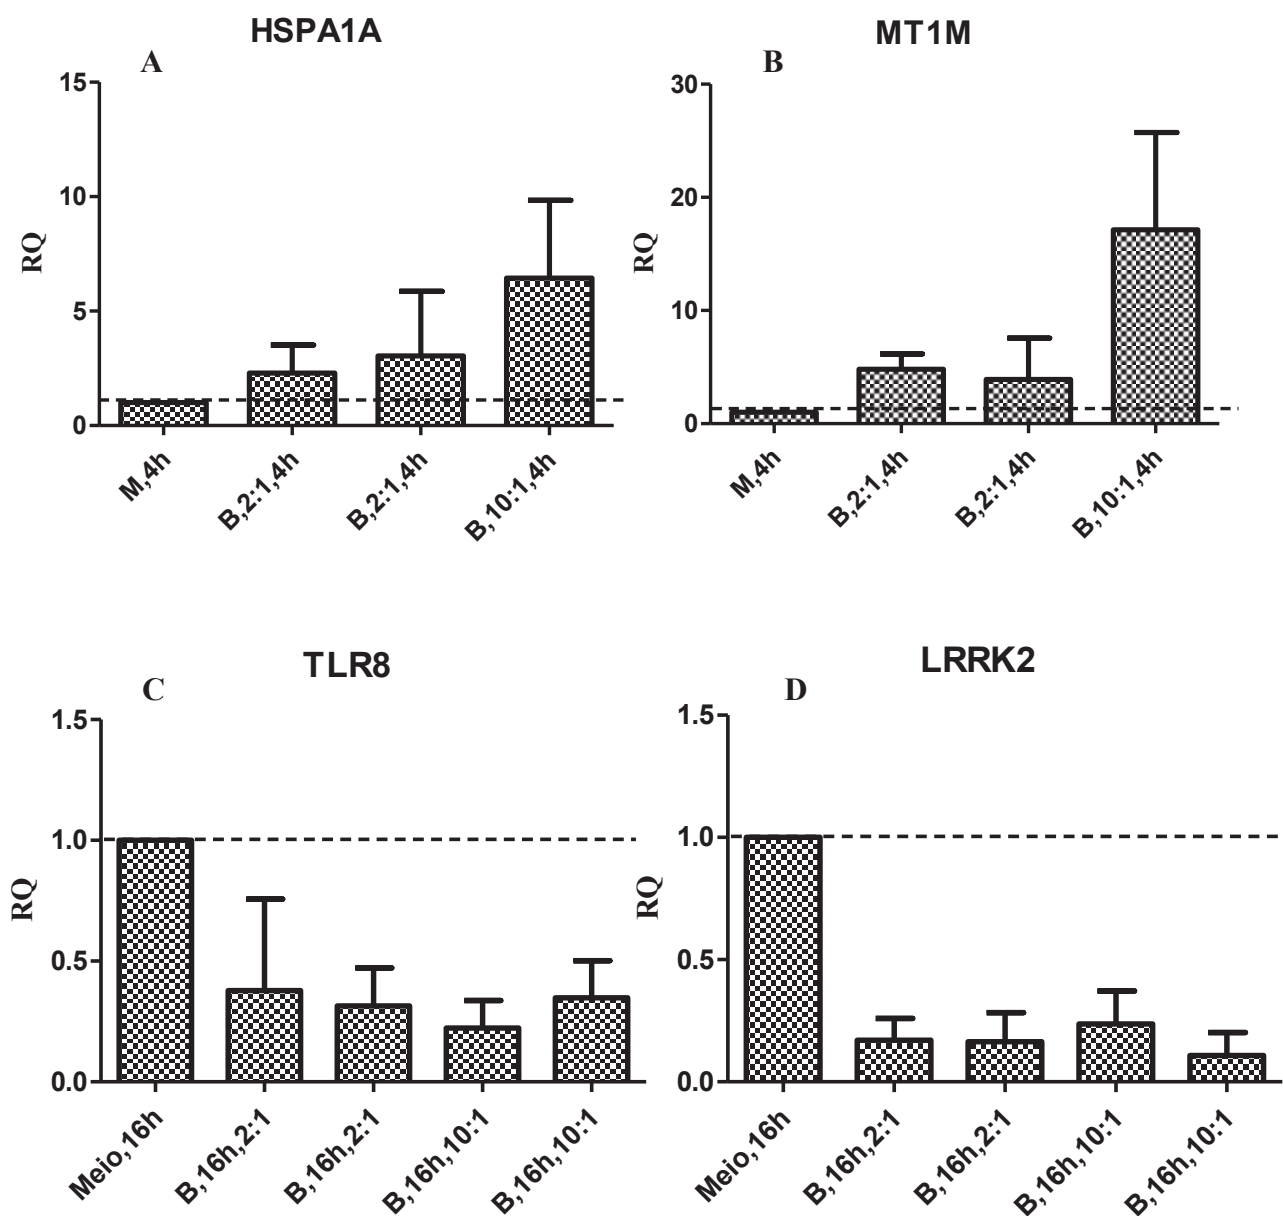 HSPA1A
A
15
10
5
0
RQ
M,4h
B,2:1,4h
B,2:1,4h
B,10:1,4h
MT1M
B
30
20
10
0
RQ
M,4h
B,2:1,4h
B,2:1,4h
B,10:1,4h
TLR8
C
1.5
1.0
0.5
0.0
RQ
Meio,16h
B,16h,2:1
B,16h,2:1
B,16h,10:1
B,16h,10:1
LRRK2
D
1.5
1.0
0.5
0.0
RQ
Meio,16h
B,16h,2:1
B,16h,2:1
B,16h,10:1
B,16h,10:1